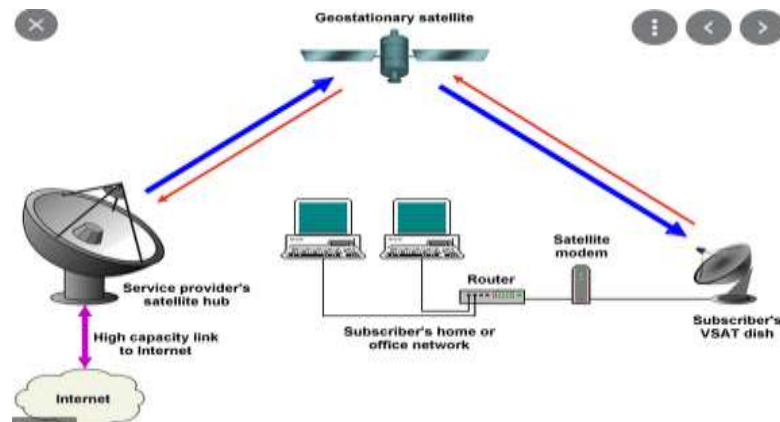 Geostationary satellite
Service provider's
satellite hub
High capacity link
to Internet
Internet
Router
Satellite
modem
Subscriber's home or
office network
Subscriber's
VSAT dish